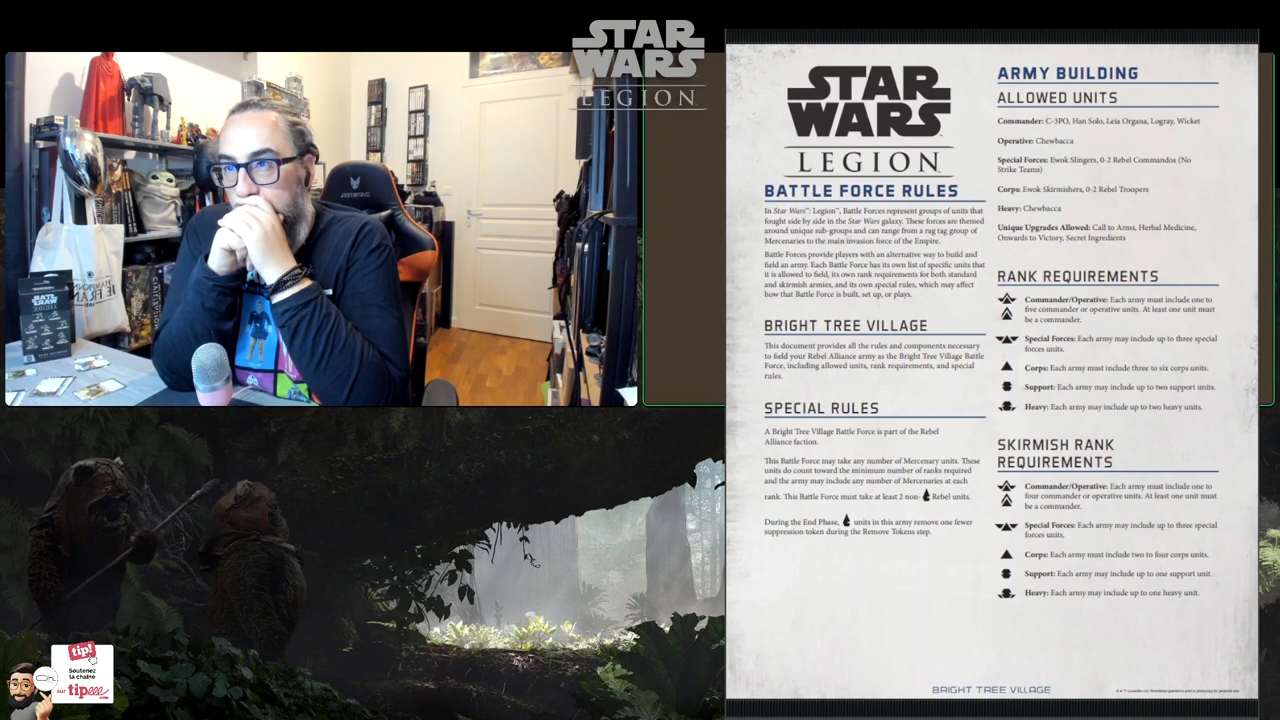 STAR
WARS
LEGION
STAR
WARS
LEGION
BATTLE FORCE RULES
In Star Wars™: Legion™, Battle Forces represent groups of units that
fought side by side in the Star Wars galaxy. These forces are themed
around unique sub-groups and can range from a rag tag group of
Mercenaries to the main invasion force of the Empire.
Battle Forces provide players with an alternative way to build and
field an army. Each Battle Force has its own list of specific units that
it is allowed to field, its own rank requirements for both standard
and skirmish armies, and its own special rules, which may affect
how that Battle Force is built, set up, or plays.
BRIGHT TREE VILLAGE
This document provides all the rules and components necessary
to field your Rebel Alliance army as the Bright Tree Village Battle
Force, including allowed units, rank requirements, and special
rules.
SPECIAL RULES
A Bright Tree Village Battle Force is part of the Rebel
Alliance faction.
This Battle Force may take any number of Mercenary units. These
units do count toward the minimum number of ranks required
and the army may include any number of Mercenaries at each
rank. This Battle Force must take at least 2 non- Rebel units.
During the End Phase, units in this army remove one fewer
suppression token during the Remove Tokens step.
ARMY BUILDING
ALLOWED UNITS
Commander: C-3PO, Han Solo, Leia Organa, Logray, Wicket
Operative: Chewbacca
Special Forces: Ewok Slingers, 0-2 Rebel Commandos (No
Strike Teams)
Corps: Ewok Skirmishers, 0-2 Rebel Troopers
Heavy: Chewbacca
Unique Upgrades Allowed: Call to Arms, Herbal Medicine,
Onwards to Victory, Secret Ingredients
RANK REQUIREMENTS
Commander/Operative: Each army must include one to
five commander or operative units. At least one unit must
be a commander.
Special Forces: Each army may include up to three special
forces units.
Corps: Each army must include three to six corps units.
Support: Each army may include up to two support units.
Heavy: Each army may include up to two heavy units.
SKIRMISH RANK
REQUIREMENTS
Commander/Operative: Each army must include one to
four commander or operative units. At least one unit must
be a commander.
Special Forces: Each army may include up to three special
forces units.
Corps: Each army must include two to four corps units.
Support: Each army may include up to one support unit.
Heavy: Each army may include up to one heavy unit.
BRIGHT TREE VILLAGE
tip!
Soutenez
la chaîne
sur tipeee
.com